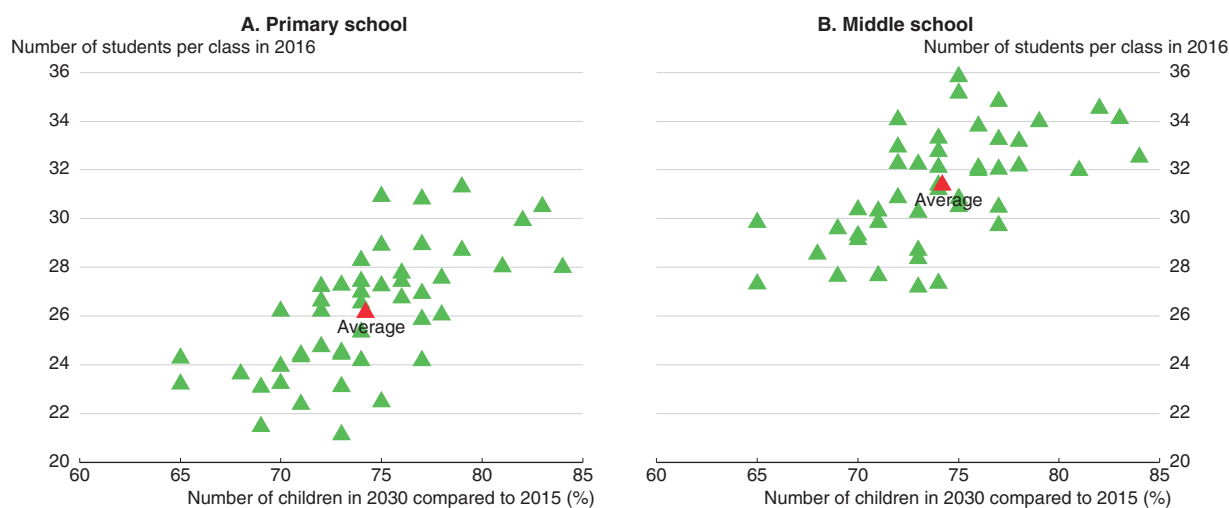 A. Primary school
Number of students per class in 2016
36
34
32
30
28
26
24
22
20
Average
60 65 70 75 80 85
Number of children in 2030 compared to 2015 (%)
B. Middle school
Number of students per class in 2016
36
34
32
30
28
26
24
22
20
Average
60 65 70 75 80 85
Number of children in 2030 compared to 2015 (%)